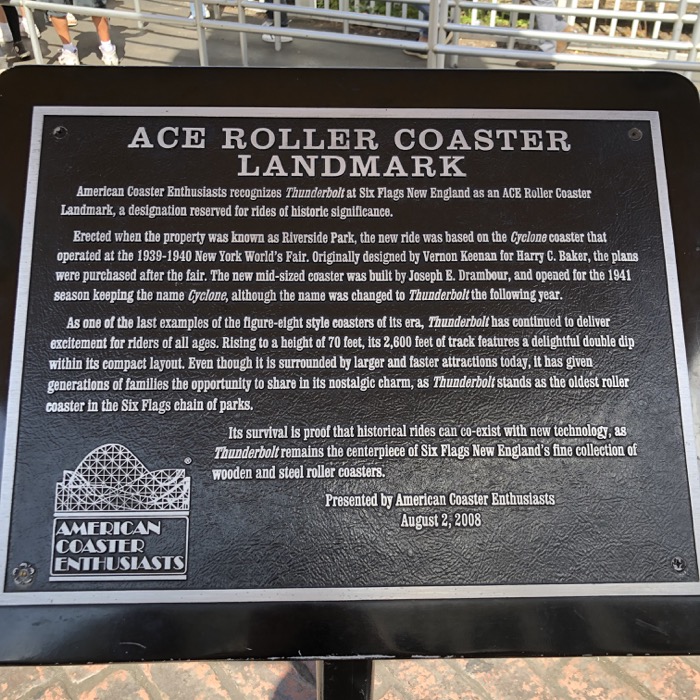 ACE ROLLER COASTER
LANDMARK
American Coaster Enthusiasts recognizes Thunderbolt at Six Flags New England as an ACE Roller Coaster
Landmark, a designation reserved for rides of historic significance.
Erected when the property was known as Riverside Park, the new ride was based on the Cyclone coaster that
operated at the 1939-1940 New York World's Fair. Originally designed by Vernon Keenan for Harry C. Baker, the plans
were purchased after the fair. The new mid-sized coaster was built by Joseph E. Drambour, and opened for the 1941
season keeping the name Cyclone, although the name was changed to Thunderbolt the following year.
As one of the last examples of the figure-eight style coasters of its era, Thunderbolt has continued to deliver
excitement for riders of all ages. Rising to a height of 70 feet, its 2,600 feet of track features a delightful double dip
within its compact layout. Even though it is surrounded by larger and faster attractions today, it has given
generations of families the opportunity to share in its nostalgic charm, as Thunderbolt stands as the oldest roller
coaster in the Six Flags chain of parks.
Its survival is proof that historical rides can co-exist with new technology, as
Thunderbolt remains the centerpiece of Six Flags New England's fine collection of
wooden and steel roller coasters.
Presented by American Coaster Enthusiasts
August 2, 2008
®
AMERICAN
COASTER
ENTHUSIASTS